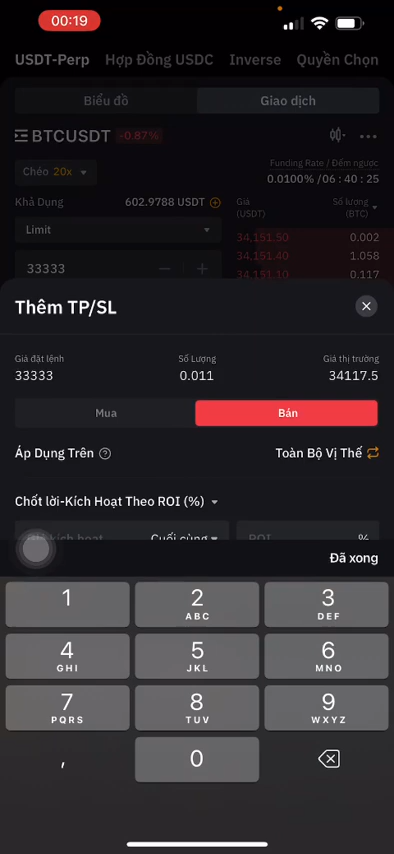 00:19
USDT-Perp Hợp Đồng USDC Inverse Quyền Chọn
Biểu đồ Giao dịch
BTCUSDT -0.87%
Chéo 20x
Funding Rate / Đếm ngược
0.0100% /06 : 40 : 25
Khả Dụng 602.9788 USDT
Giá (USDT) Số lượng (BTC)
Limit
34,151.50 0.002
34,151.40 1.058
33333
34,151.10 0.117
Thêm TP/SL
Giá đặt lệnh Số Lượng Giá thị trường
33333 0.011 34117.5
Mua Bán
Áp Dụng Trên Toàn Bộ Vị Thế
Chốt lời-Kích Hoạt Theo ROI (%)
kích hoạt Cuối cùng ROI %
Đã xong
1 2 ABC 3 DEF
4 GHI 5 JKL 6 MNO
7 PQRS 8 TUV 9 WXYZ
, 0